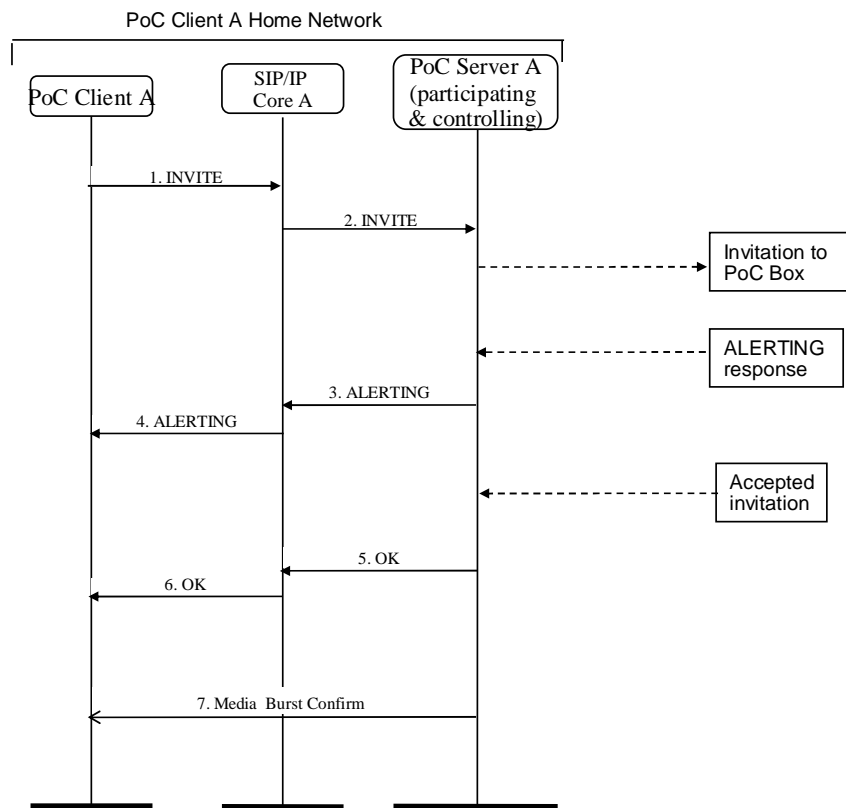 PoC Client A Home Network
PoC Client A
SIP/IP
Core A
PoC Server A
(participating
& controlling)
1. INVITE
2. INVITE
Invitation to
PoC Box
ALERTING
response
3. ALERTING
4. ALERTING
Accepted
invitation
5. OK
6. OK
7. Media Burst Confirm